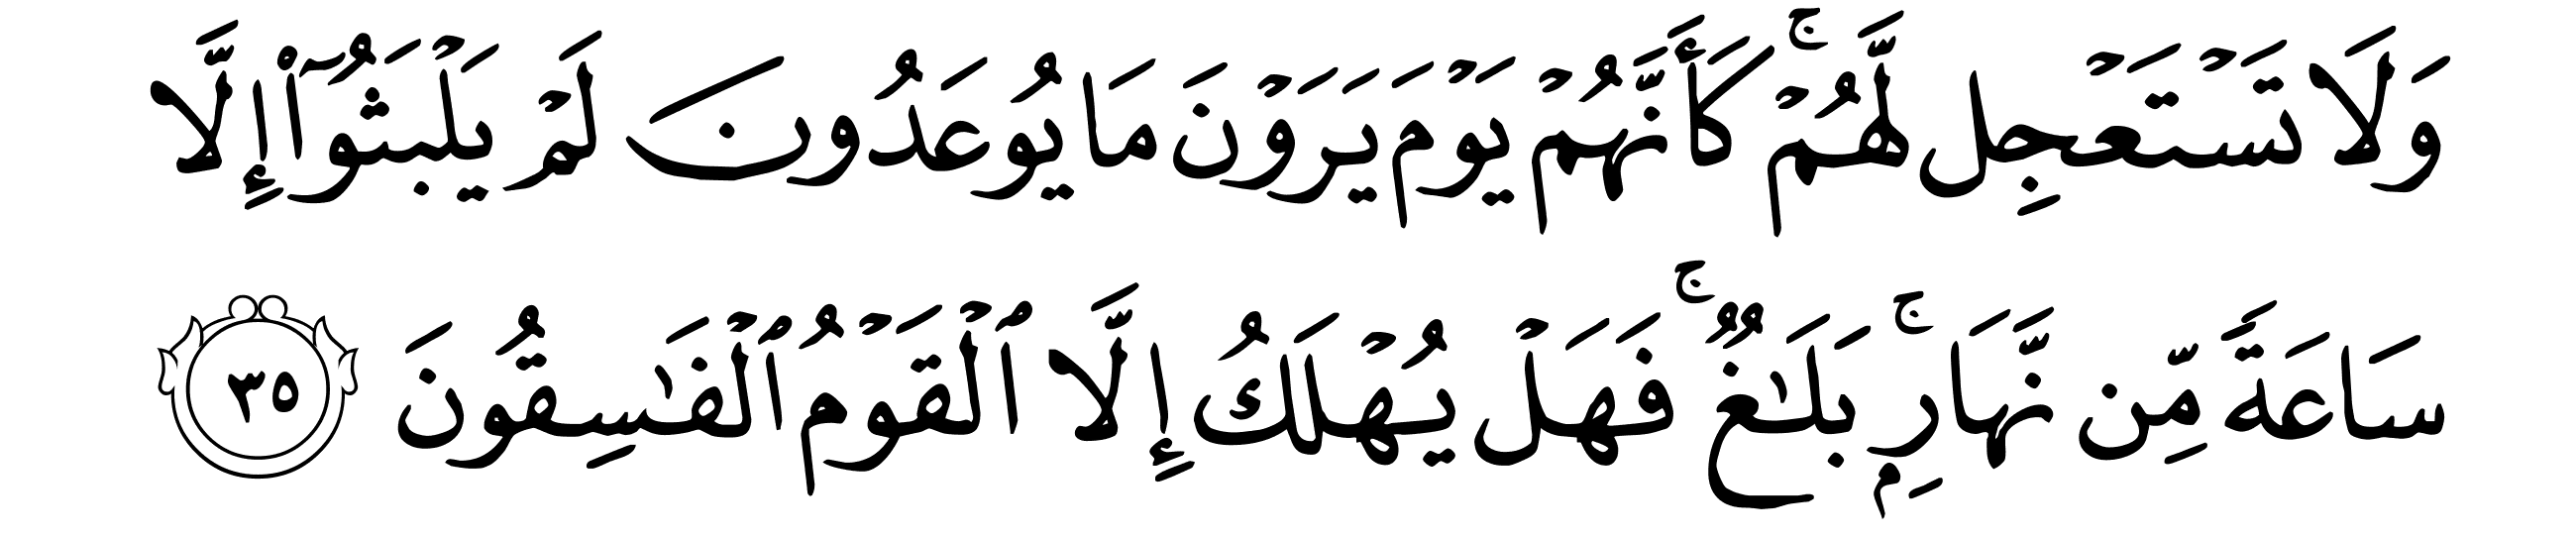 وَلَا تَسْتَعْجِل لَّهُمْ ۚ كَأَنَّهُمْ يَوْمَ يَرَوْنَ مَا يُوعَدُونَ لَمْ يَلْبَثُوٓا۟ إِلَّا
سَاعَةً مِّن نَّهَارٍۭ ۚ بَلَـٰغٌ ۚ فَهَلْ يُهْلَكُ إِلَّا ٱلْقَوْمُ ٱلْفَـٰسِقُونَ ٣٥